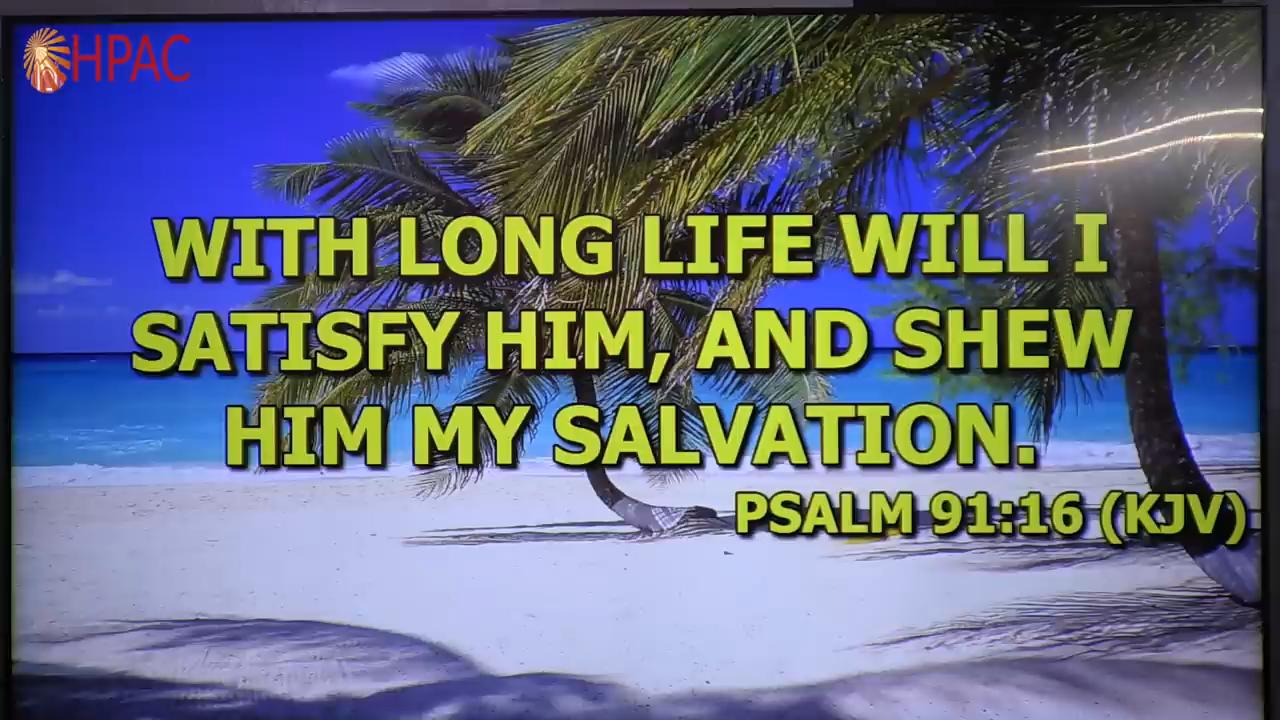 HPAC
WITH LONG LIFE WILL I
SATISFY HIM, AND SHEW
HIM MY SALVATION.
PSALM 91:16 (KJV)